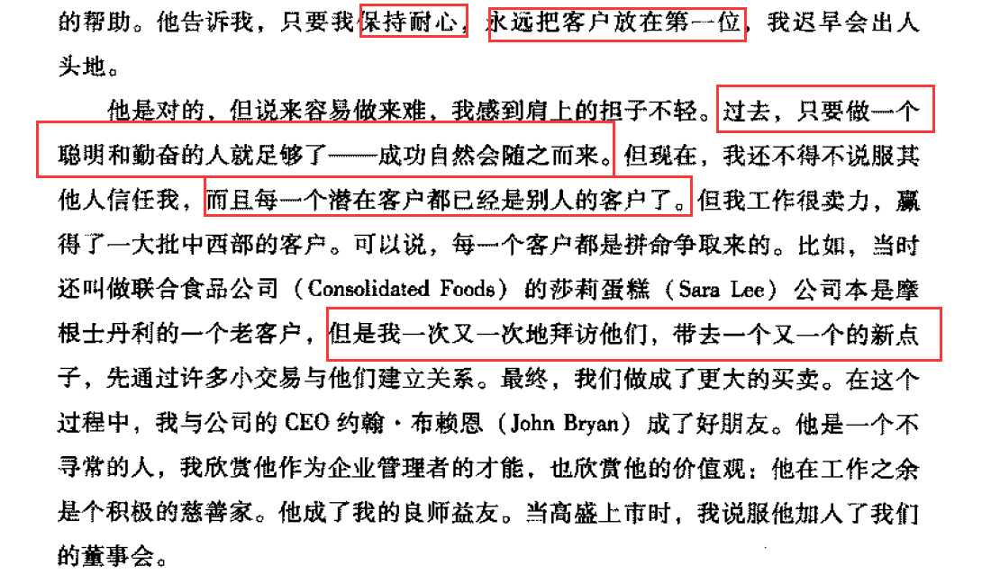 的帮助。他告诉我，只要我保持耐心，永远把客户放在第一位，我迟早会出人
头地。
他是对的，但说来容易做来难，我感到肩上的担子不轻。过去，只要做一个
聪明和勤奋的人就足够了——成功自然会随之而来。但现在，我还不得不说服其
他人信任我，而且每一个潜在客户都已经是别人的客户了。但我工作很卖力，赢
得了一大批中西部的客户。可以说，每一个客户都是拼命争取来的。比如，当时
还叫做联合食品公司（Consolidated Foods）的莎莉蛋糕（Sara Lee）公司本是摩
根士丹利的一个老客户，但是我一次又一次地拜访他们，带去一个又一个的新点
子，先通过许多小交易与他们建立关系。最终，我们做成了更大的买卖。在这个
过程中，我与公司的 CEO 约翰·布赖恩（John Bryan）成了好朋友。他是一个不
寻常的人，我欣赏他作为企业管理者的才能，也欣赏他的价值观：他在工作之余
是个积极的慈善家。他成了我的良师益友。当高盛上市时，我说服他加入了我们
的董事会。